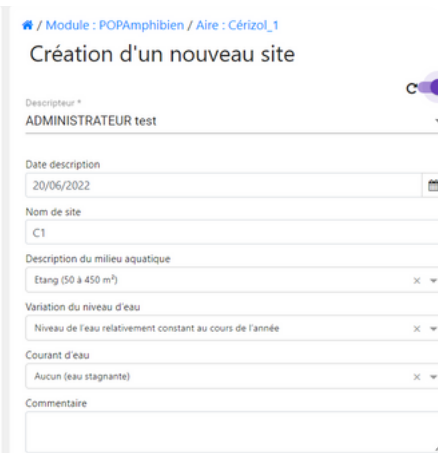 / Module : POPAmphibien / Aire : Cérizol_1
Création d'un nouveau site
Descripteur *
ADMINISTRATEUR test
Date description
20/06/2022
Nom de site
C1
Description du milieu aquatique
Etang (50 à 450 m²)
Variation du niveau d'eau
Niveau de l'eau relativement constant au cours de l'année
Courant d'eau
Aucun (eau stagnante)
Commentaire